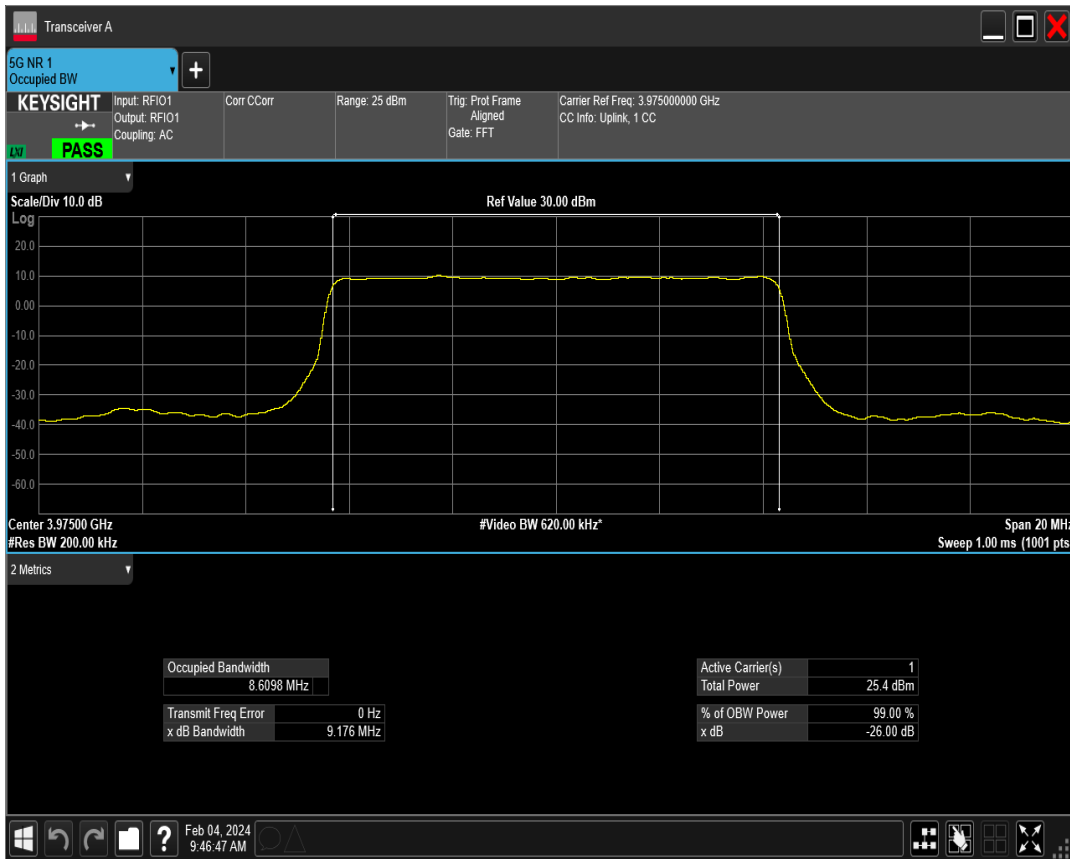 Transceiver A
5G NR 1
Occupied BW
KEYSIGHT
LXI
PASS
Input: RFIO1
Output: RFIO1
Coupling: AC
Corr CCorr
Range: 25 dBm
Trig: Prot Frame
Aligned
Gate: FFT
Carrier Ref Freq: 3.975000000 GHz
CC Info: Uplink, 1 CC
1 Graph
Scale/Div 10.0 dB
Ref Value 30.00 dBm
Log
20.0
10.0
0.00
-10.0
-20.0
-30.0
-40.0
-50.0
-60.0
Center 3.97500 GHz
#Video BW 620.00 kHz*
Span 20 MHz
#Res BW 200.00 kHz
Sweep 1.00 ms (1001 pts
2 Metrics
Occupied Bandwidth
8.6098 MHz
Transmit Freq Error 0 Hz
x dB Bandwidth 9.176 MHz
Active Carrier(s) 1
Total Power 25.4 dBm
% of OBW Power 99.00 %
x dB -26.00 dB
?
Feb 04, 2024
9:46:47 AM